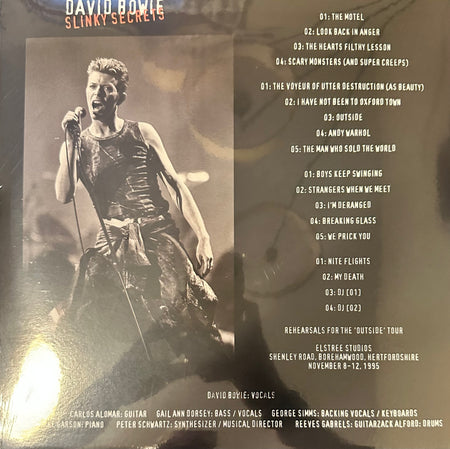 DAVID BOWIE
SLINKY SECRETS
01: THE MOTEL
02: LOOK BACK IN ANGER
03: THE HEARTS FILTHY LESSON
04: SCARY MONSTERS (AND SUPER CREEPS)
01: THE VOYEUR OF UTTER DESTRUCTION (AS BEAUTY)
02: I HAVE NOT BEEN TO OXFORD TOWN
03: OUTSIDE
04: ANDY WARHOL
05: THE MAN WHO SOLD THE WORLD
01: BOYS KEEP SWINGING
02: STRANGERS WHEN WE MEET
03: I'M DERANGED
04: BREAKING GLASS
05: WE PRICK YOU
01: NITE FLIGHTS
02: MY DEATH
03: DJ [01]
04: DJ [02]
REHEARSALS FOR THE 'OUTSIDE' TOUR
ELSTREE STUDIOS
SHENLEY ROAD, BOREHAMWOOD, HERTFORDSHIRE
NOVEMBER 8-12, 1995
DAVID BOWIE: VOCALS
CARLOS ALOMAR: GUITAR GAIL ANN DORSEY: BASS / VOCALS GEORGE SIMMS: BACKING VOCALS / KEYBOARDS
GARSON: PIANO PETER SCHWARTZ: SYNTHESIZER / MUSICAL DIRECTOR REEVES GABRELS: GUITARZACK ALFORD: DRUMS